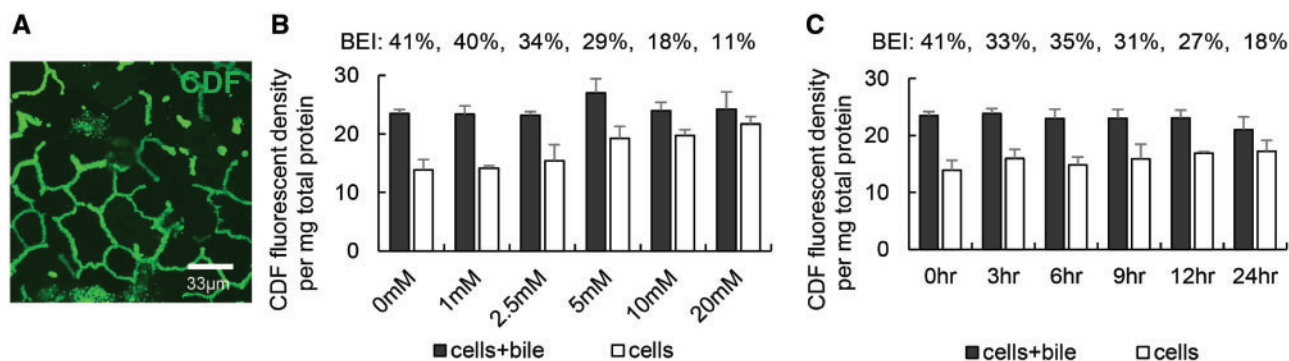 A
CDF
33μm
B
BEI: 41%, 40%, 34%, 29%, 18%, 11%
CDF fluorescent density
per mg total protein
30
20
10
0
0mM 1mM 2.5mM 5mM 10mM 20mM
cells+bile cells
C
BEI: 41%, 33%, 35%, 31%, 27%, 18%
CDF fluorescent density
per mg total protein
30
20
10
0
0hr 3hr 6hr 9hr 12hr 24hr
cells+bile cells